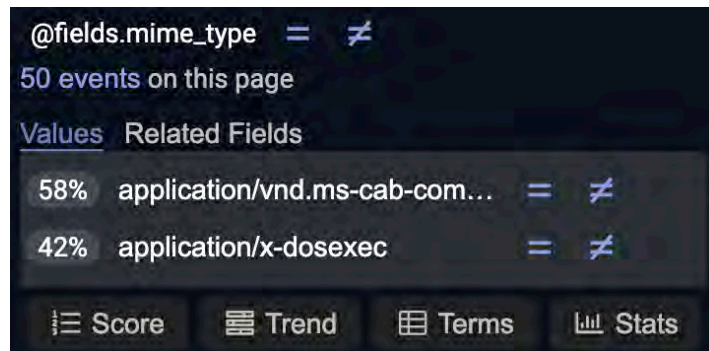 @fields.mime_type = ≠
50 events on this page
Values Related Fields
58% application/vnd.ms-cab-com... = ≠
42% application/x-dosexec = ≠
Score Trend Terms Stats